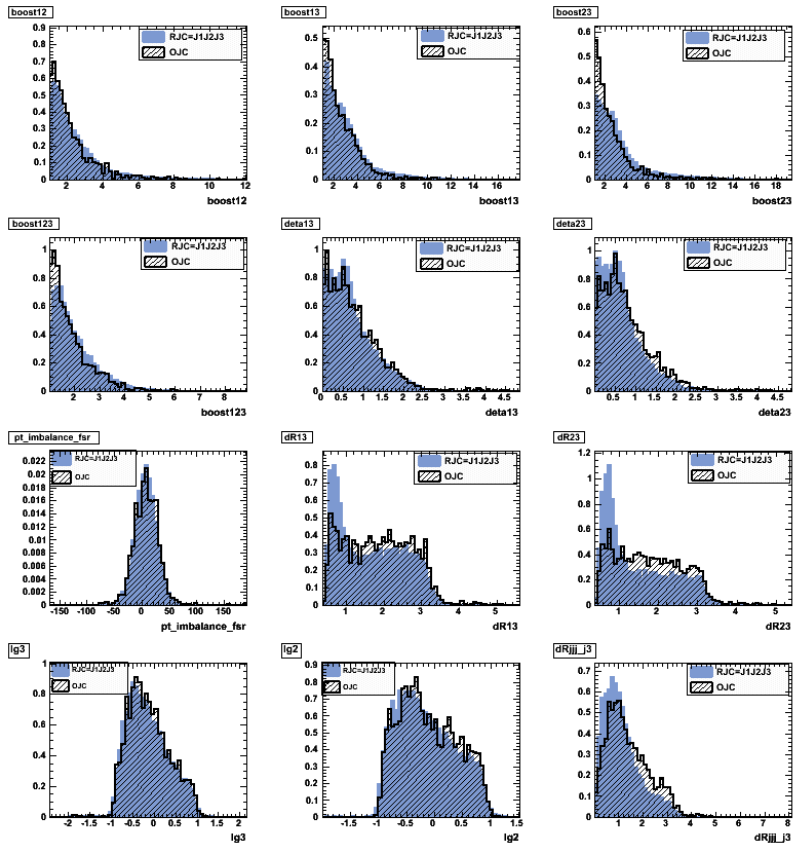 boost12 boost13 boost23
0.9 0.8 0.7 0.6 0.5 0.4 0.3 0.2 0.1 0
RJC=J1J2J3
OJC
2 4 6 8 10 12
boost12
0.5 0.4 0.3 0.2 0.1 0
RJC=J1J2J3
OJC
2 4 6 8 10 12 14 16
boost13
0.6 0.5 0.4 0.3 0.2 0.1 0
RJC=J1J2J3
OJC
2 4 6 8 10 12 14 16 18
boost23
boost123 deta13 deta23
1 0.8 0.6 0.4 0.2 0
RJC=J1J2J3
OJC
2 3 4 5 6 7 8
boost123
1 0.8 0.6 0.4 0.2 0
RJC=J1J2J3
OJC
0 0.5 1 1.5 2 2.5 3 3.5 4 4.5
deta13
1 0.8 0.6 0.4 0.2 0
RJC=J1J2J3
OJC
0.5 1 1.5 2 2.5 3 3.5 4 4.5
deta23
pt_imbalance_fsr dR13 dR23
0.022 0.02 0.018 0.016 0.014 0.012 0.01 0.008 0.006 0.004 0.002
RJC=J1J2J3
OJC
-150 -100 -50 0 50 100 150
pt_imbalance_fsr
0.8 0.7 0.6 0.5 0.4 0.3 0.2 0.1 0
RJC=J1J2J3
OJC
1 2 3 4 5
dR13
1.2 1 0.8 0.6 0.4 0.2 0
RJC=J1J2J3
OJC
1 2 3 4 5
dR23
lg3 lg2 dRjjj_j3
1 0.8 0.6 0.4 0.2 0
RJC=J1J2J3
OJC
-2 -1.5 -1 -0.5 0 0.5 1 1.5 2
lg3
0.9 0.8 0.7 0.6 0.5 0.4 0.3 0.2 0.1 0
RJC=J1J2J3
OJC
-1.5 -1 -0.5 0 0.5 1 1.5
lg2
0.7 0.6 0.5 0.4 0.3 0.2 0.1 0
RJC=J1J2J3
OJC
1 2 3 4 5 6 7 8
dRjjj_j3